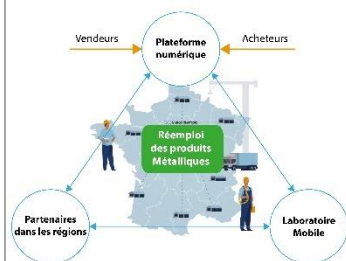 Vendeurs
Acheteurs
Plateforme
numérique
Réemploi
des produits
Métalliques
Partenaires
dans les régions
Laboratoire
Mobile